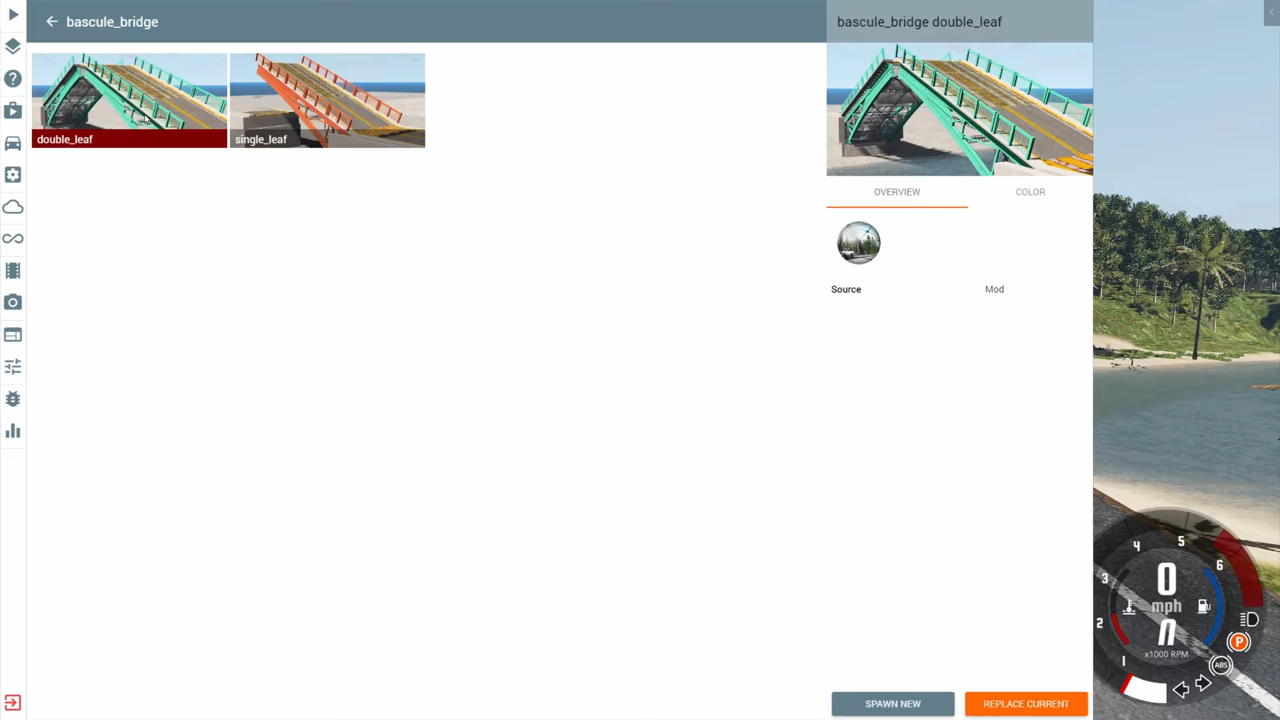 bascule_bridge
bascule_bridge double_leaf
double_leaf
single_leaf
OVERVIEW
COLOR
Source
Mod
SPAWN NEW
REPLACE CURRENT
1
2
3
4
5
6
0
mph
n
x1000 RPM
P
ABS